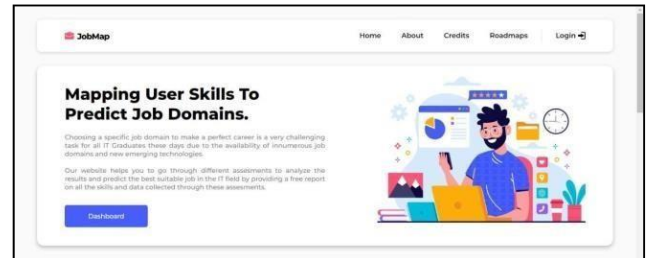 JobMap
Home About Credits Roadmaps Login
Mapping User Skills To
Predict Job Domains.
Choosing a specific job domain to make a perfect career is a very challenging
task for all IT Graduates these days due to the availability of innumerous job
domains and new emerging technologies.
Our website helps you to go through different assesments to analyze the
results and predict the best suitable job in the IT field by providing a free report
on all the skills and data collected through these assesments.
Dashboard